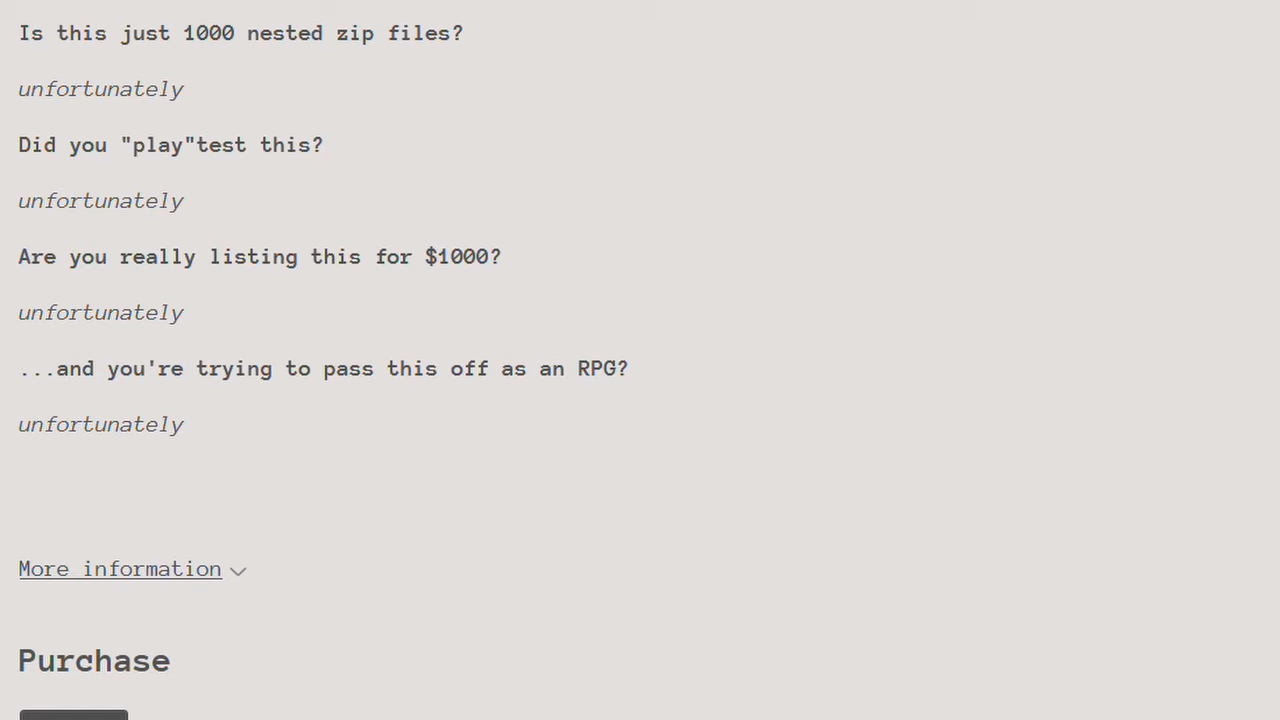 Is this just 1000 nested zip files?
unfortunately
Did you "play"test this?
unfortunately
Are you really listing this for $1000?
unfortunately
...and you're trying to pass this off as an RPG?
unfortunately
More information
Purchase